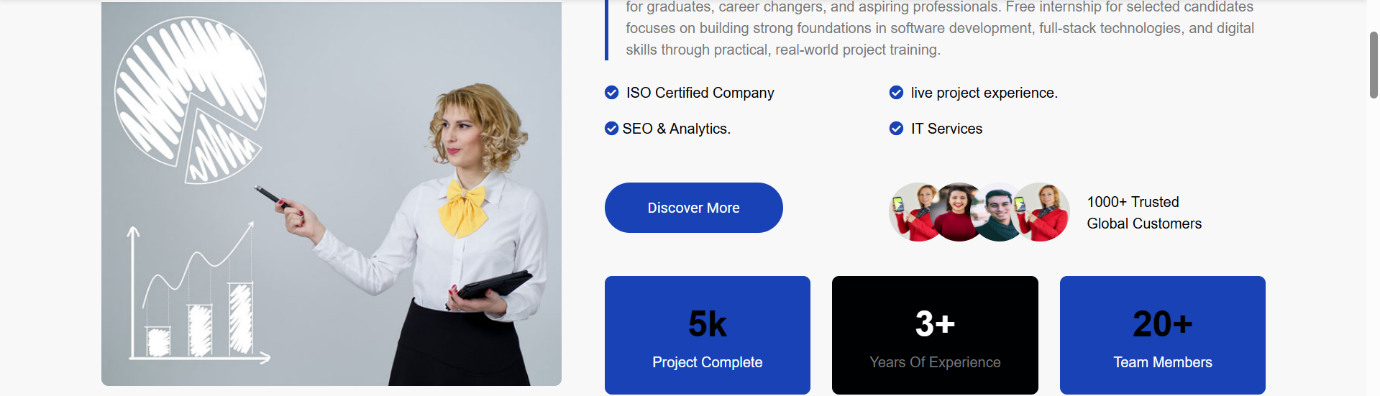 for graduates, career changers, and aspiring professionals. Free internship for selected candidates
focuses on building strong foundations in software development, full-stack technologies, and digital
skills through practical, real-world project training.
ISO Certified Company
live project experience.
SEO & Analytics.
IT Services
Discover More
1000+ Trusted
Global Customers
5k
Project Complete
3+
Years Of Experience
20+
Team Members